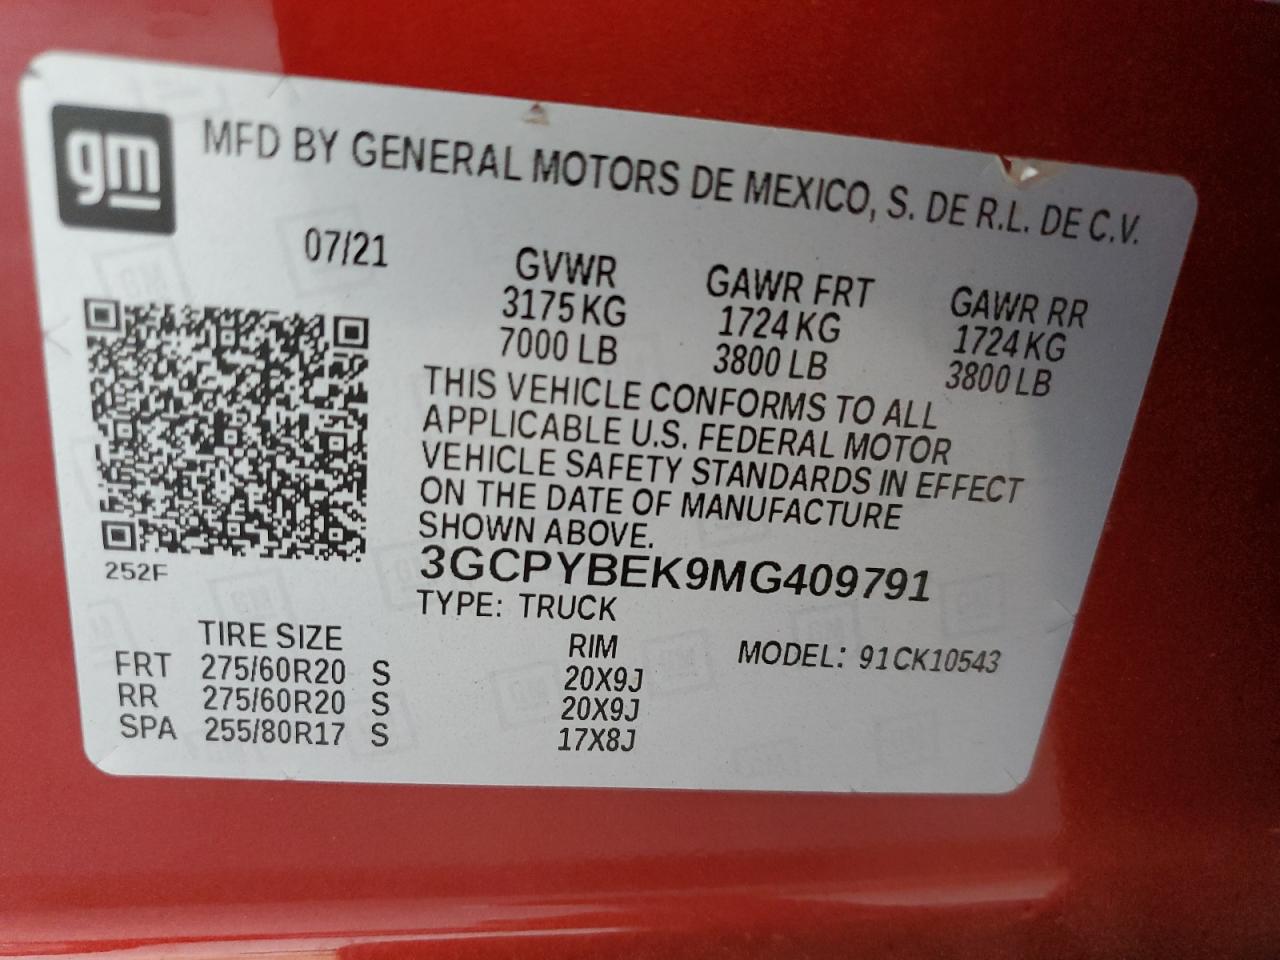 gm
MFD BY GENERAL MOTORS DE MEXICO, S. DE R.L. DE C.V.
07/21
GVWR GAWR FRT GAWR RR
3175 KG 1724 KG 1724 KG
7000 LB 3800 LB 3800 LB
THIS VEHICLE CONFORMS TO ALL
APPLICABLE U.S. FEDERAL MOTOR
VEHICLE SAFETY STANDARDS IN EFFECT
ON THE DATE OF MANUFACTURE
SHOWN ABOVE.
3GCPYBEK9MG409791
252F
TYPE: TRUCK
TIRE SIZE RIM MODEL: 91CK10543
FRT 275/60R20 S 20X9J
RR 275/60R20 S 20X9J
SPA 255/80R17 S 17X8J